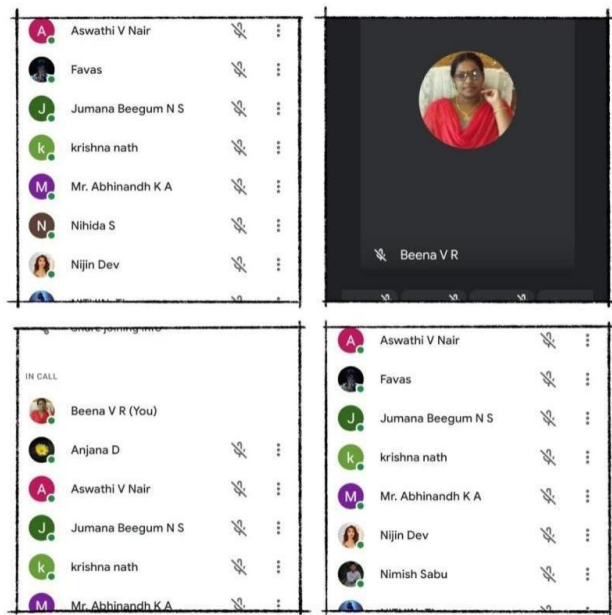 A Aswathi V Nair
Favas
J Jumana Beegum N S
k krishna nath
M Mr. Abhinandh K A
N Nihida S
Nijin Dev
Beena V R
IN CALL
Beena V R (You)
Anjana D
A Aswathi V Nair
J Jumana Beegum N S
k krishna nath
M Mr. Abhinandh K A
A Aswathi V Nair
Favas
J Jumana Beegum N S
k krishna nath
M Mr. Abhinandh K A
Nijin Dev
Nimish Sabu